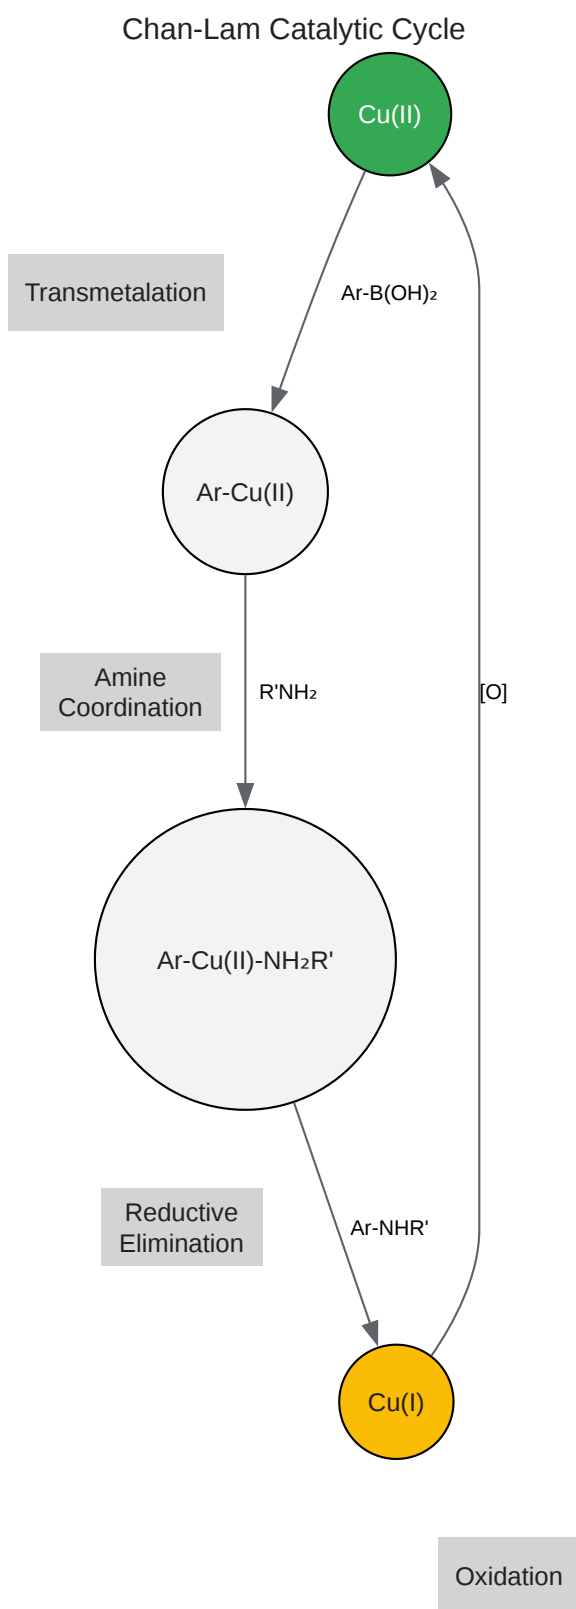 Chan-Lam Catalytic Cycle
Cu(II)
Transmetalation
Ar-B(OH)₂
Ar-Cu(II)
Amine
Coordination
R'NH₂
[O]
Ar-Cu(II)-NH₂R'
Reductive
Elimination
Ar-NHR'
Cu(I)
Oxidation